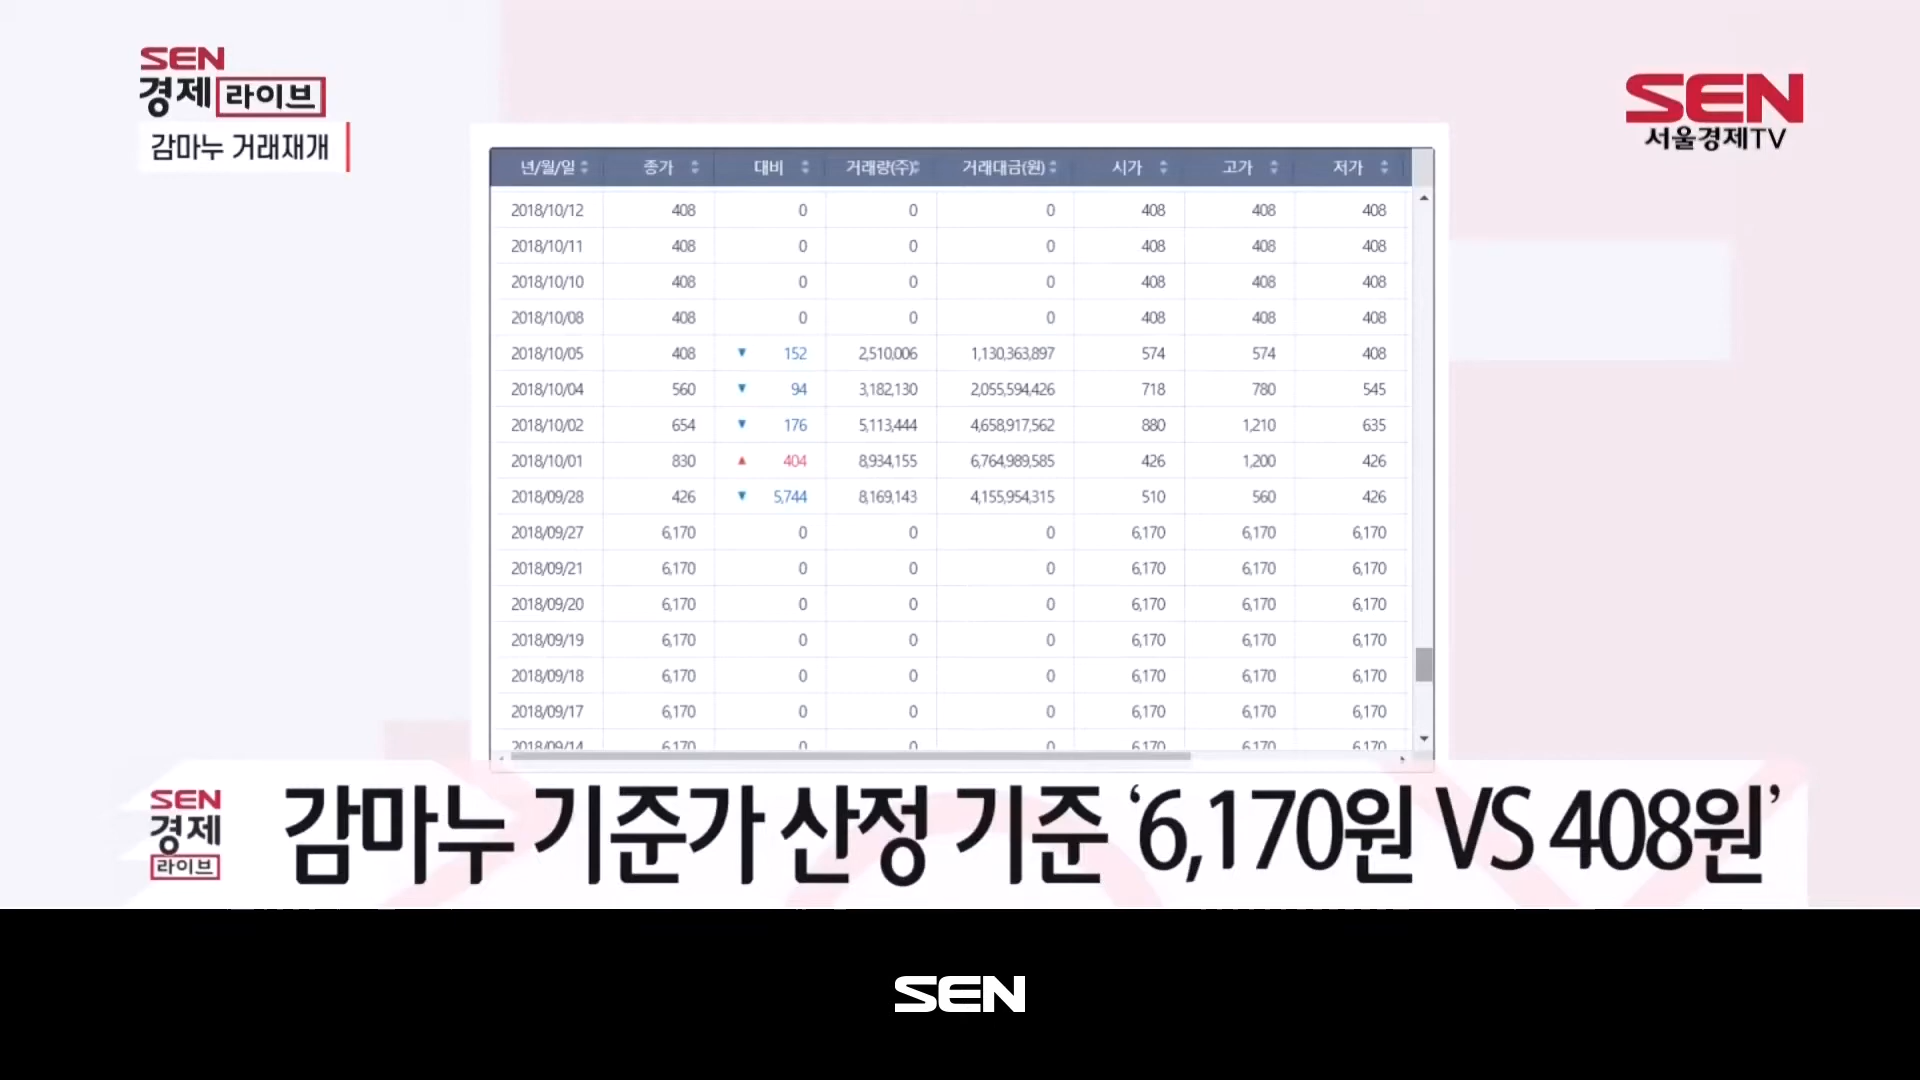 SEN
경제 라이브
감마누 거래재개
SEN
서울경제TV
년/월/일 종가 대비 거래량(주) 거래대금(원) 시가 고가 저가
2018/10/12 408 0 0 0 408 408 408
2018/10/11 408 0 0 0 408 408 408
2018/10/10 408 0 0 0 408 408 408
2018/10/08 408 0 0 0 408 408 408
2018/10/05 408 ▼ 152 2,510,006 1,130,363,897 574 574 408
2018/10/04 560 ▼ 94 3,182,130 2,055,594,426 718 780 545
2018/10/02 654 ▼ 176 5,113,444 4,658,917,562 880 1,210 635
2018/10/01 830 ▲ 404 8,934,155 6,764,989,585 426 1,200 426
2018/09/28 426 ▼ 5,744 8,169,143 4,155,954,315 510 560 426
2018/09/27 6,170 0 0 0 6,170 6,170 6,170
2018/09/21 6,170 0 0 0 6,170 6,170 6,170
2018/09/20 6,170 0 0 0 6,170 6,170 6,170
2018/09/19 6,170 0 0 0 6,170 6,170 6,170
2018/09/18 6,170 0 0 0 6,170 6,170 6,170
2018/09/17 6,170 0 0 0 6,170 6,170 6,170
2018/09/14 6,170 0 0 0 6,170 6,170 6,170
SEN
경제
라이브
감마누 기준가 산정 기준 ‘6,170원 VS 408원’
SEN